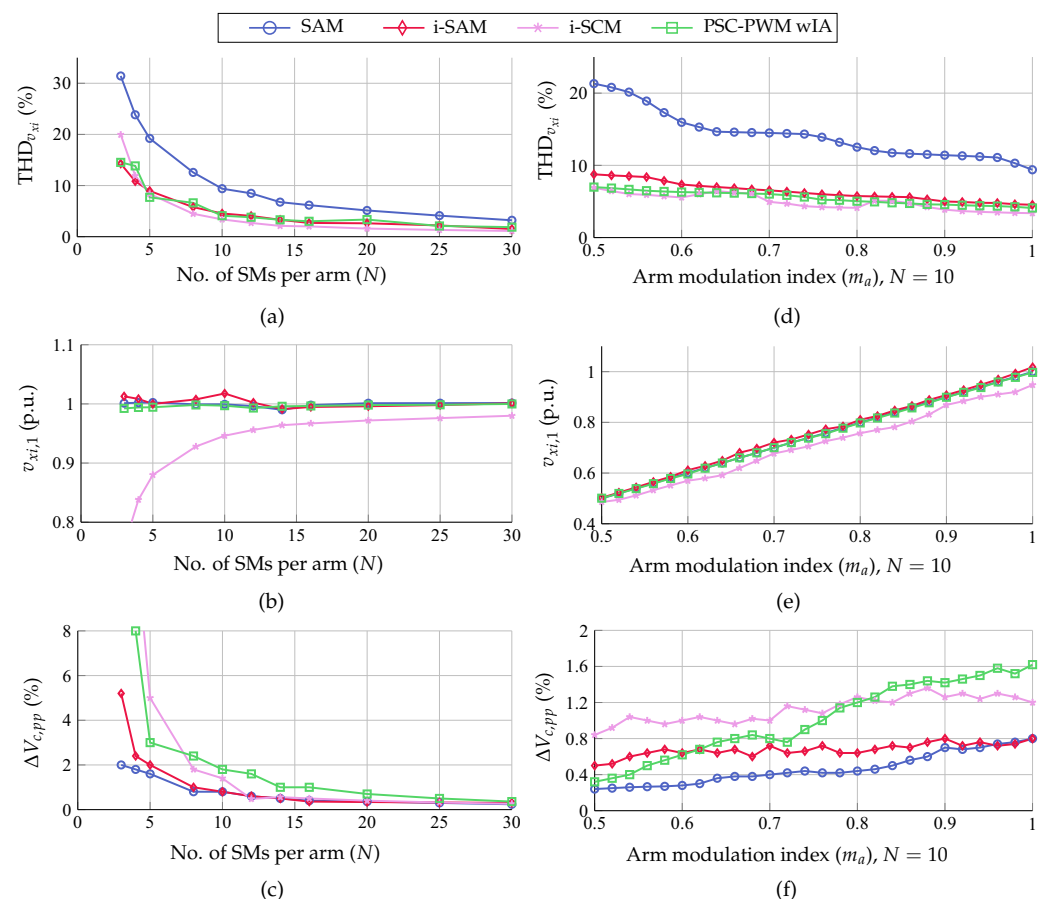 SAM i-SAM i-SCM PSC-PWM wIA
THD_{v_{xi}} (%)
30
20
10
0
0 5 10 15 20 25 30
No. of SMs per arm (N)
(a)
THD_{v_{xi}} (%)
20
10
0
0.5 0.6 0.7 0.8 0.9 1
Arm modulation index (m_a), N = 10
(d)
v_{xi,1} (p.u.)
1.1
1
0.9
0.8
0 5 10 15 20 25 30
No. of SMs per arm (N)
(b)
v_{xi,1} (p.u.)
1
0.8
0.6
0.4
0.5 0.6 0.7 0.8 0.9 1
Arm modulation index (m_a), N = 10
(e)
ΔV_{c,pp} (%)
8
6
4
2
0
0 5 10 15 20 25 30
No. of SMs per arm (N)
(c)
ΔV_{c,pp} (%)
2
1.6
1.2
0.8
0.4
0
0.5 0.6 0.7 0.8 0.9 1
Arm modulation index (m_a), N = 10
(f)